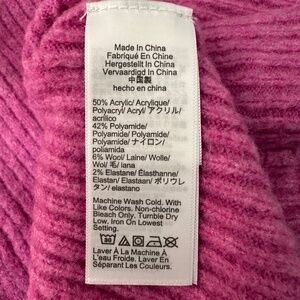 Made In China
Fabriqué En Chine
Hergestellt In China
Vervaardigd In China
中国製
hecho en china
50% Acrylic/ Acrylique/
Polyacryl/ Acryl/ アクリル/
acrílico
42% Polyamide/
Polyamide/ Polyamide/
Polyamide/ ナイロン/
poliamida
6% Wool/ Laine/ Wolle/
Wol/ 毛/ lana
2% Elastane/ Élasthanne/
Elastan/ Elastaan/ ポリウレ
タン/ elastano
Machine Wash Cold. With
Like Colors. Non-chlorine
Bleach Only. Tumble Dry
Low. Iron On Lowest
Setting.
30
Laver À La Machine À
L'eau Froide. Laver En
Séparant Les Couleurs.